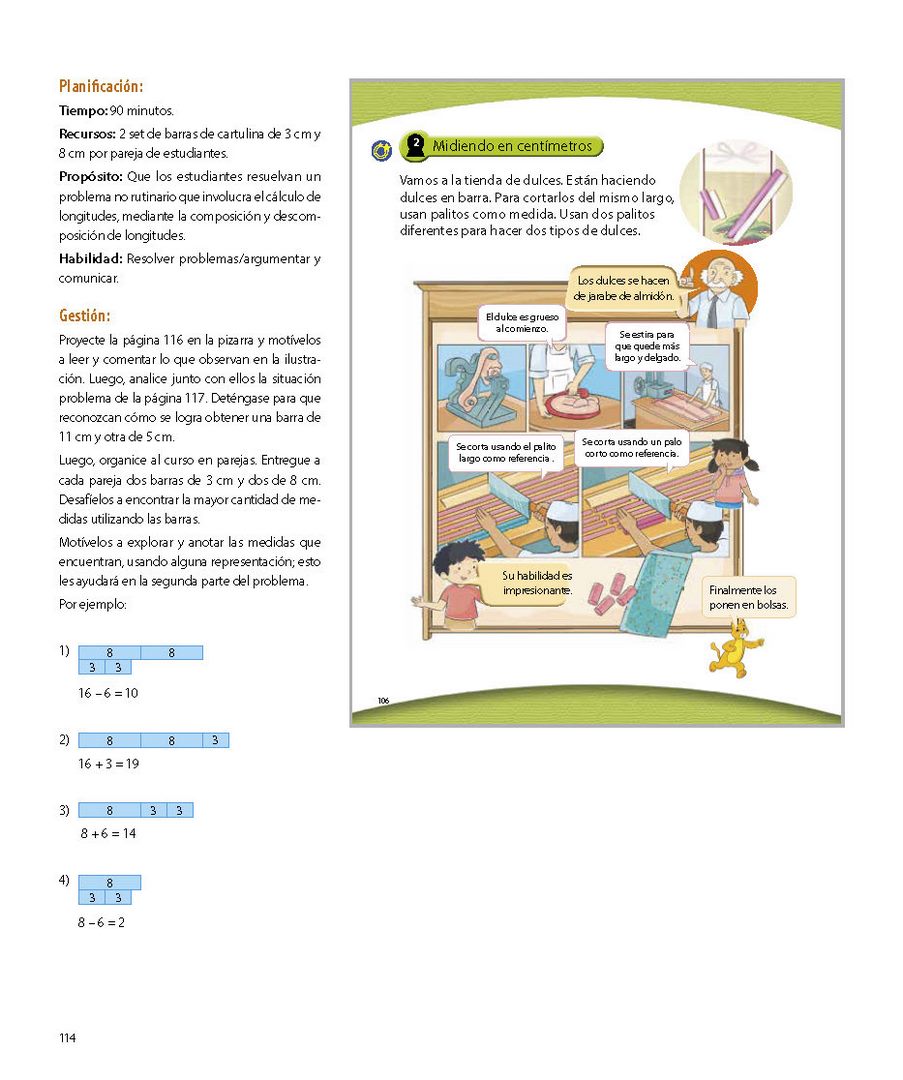 Planificación:
Tiempo: 90 minutos.
Recursos: 2 set de barras de cartulina de 3 cm y
8 cm por pareja de estudiantes.
Propósito: Que los estudiantes resuelvan un
problema no rutinario que involucra el cálculo de
longitudes, mediante la composición y descom-
posición de longitudes.
Habilidad: Resolver problemas/argumentar y
comunicar.
Gestión:
Proyecte la página 116 en la pizarra y motívelos
a leer y comentar lo que observan en la ilustra-
ción. Luego, analice junto con ellos la situación
problema de la página 117. Deténgase para que
reconozcan cómo se logra obtener una barra de
11 cm y otra de 5 cm.
Luego, organice al curso en parejas. Entregue a
cada pareja dos barras de 3 cm y dos de 8 cm.
Desafíelos a encontrar la mayor cantidad de me-
didas utilizando las barras.
Motívelos a explorar y anotar las medidas que
encuentran, usando alguna representación; esto
les ayudará en la segunda parte del problema.
Por ejemplo:
1) 8 8
3 3
16 – 6 = 10
2) 8 8 3
16 + 3 = 19
3) 8 3 3
8 + 6 = 14
4) 8
3 3
8 – 6 = 2
2 Midiendo en centímetros
Vamos a la tienda de dulces. Están haciendo
dulces en barra. Para cortarlos del mismo largo,
usan palitos como medida. Usan dos palitos
diferentes para hacer dos tipos de dulces.
Los dulces se hacen
de jarabe de almidón.
El dulce es grueso
al comienzo.
Se estira para
que quede más
largo y delgado.
Se corta usando el palito
largo como referencia .
Se corta usando un palo
corto como referencia.
Su habilidad es
impresionante.
Finalmente los
ponen en bolsas.
106
114